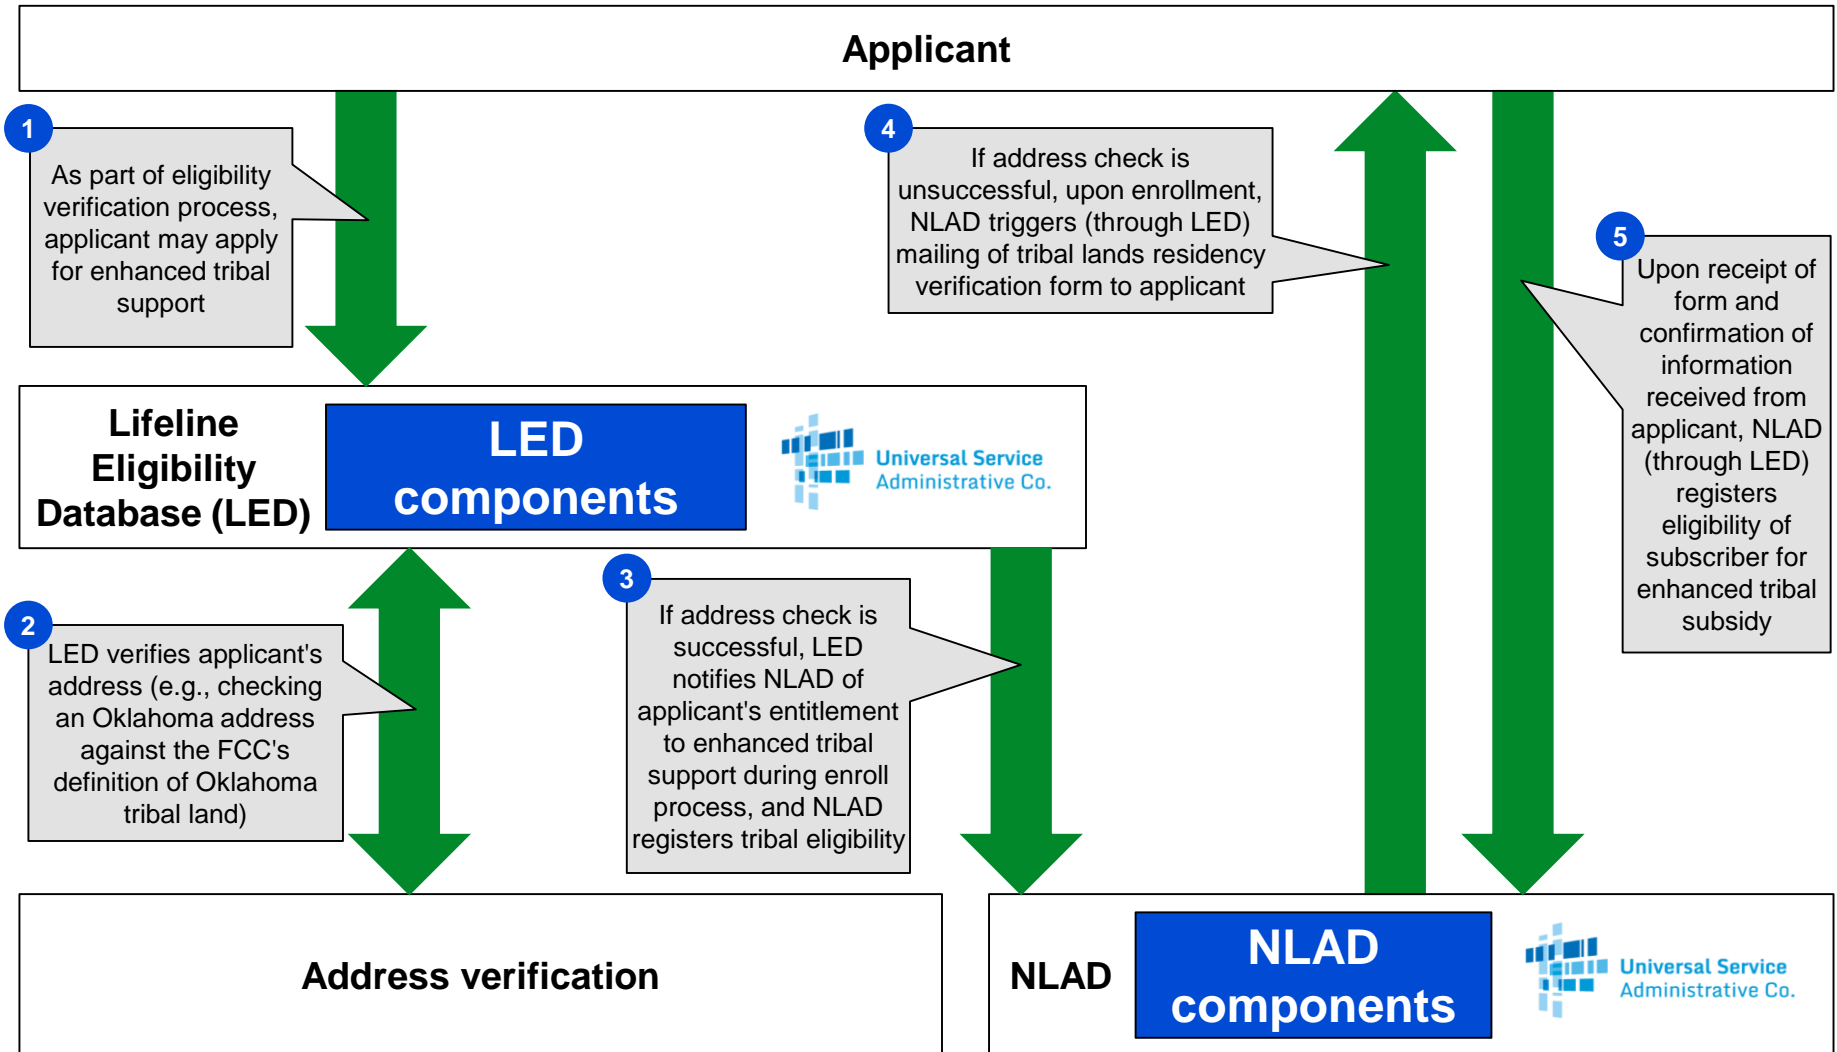 Applicant
1
As part of eligibility
verification process,
applicant may apply
for enhanced tribal
support
4
If address check is
unsuccessful, upon enrollment,
NLAD triggers (through LED)
mailing of tribal lands residency
verification form to applicant
5
Upon receipt of
form and
confirmation of
information
received from
applicant, NLAD
(through LED)
registers
eligibility of
subscriber for
enhanced tribal
subsidy
Lifeline
Eligibility
Database (LED)
LED
components
Universal Service
Administrative Co.
2
LED verifies applicant's
address (e.g., checking
an Oklahoma address
against the FCC's
definition of Oklahoma
tribal land)
3
If address check is
successful, LED
notifies NLAD of
applicant's entitlement
to enhanced tribal
support during enroll
process, and NLAD
registers tribal eligibility
Address verification
NLAD
NLAD
components
Universal Service
Administrative Co.